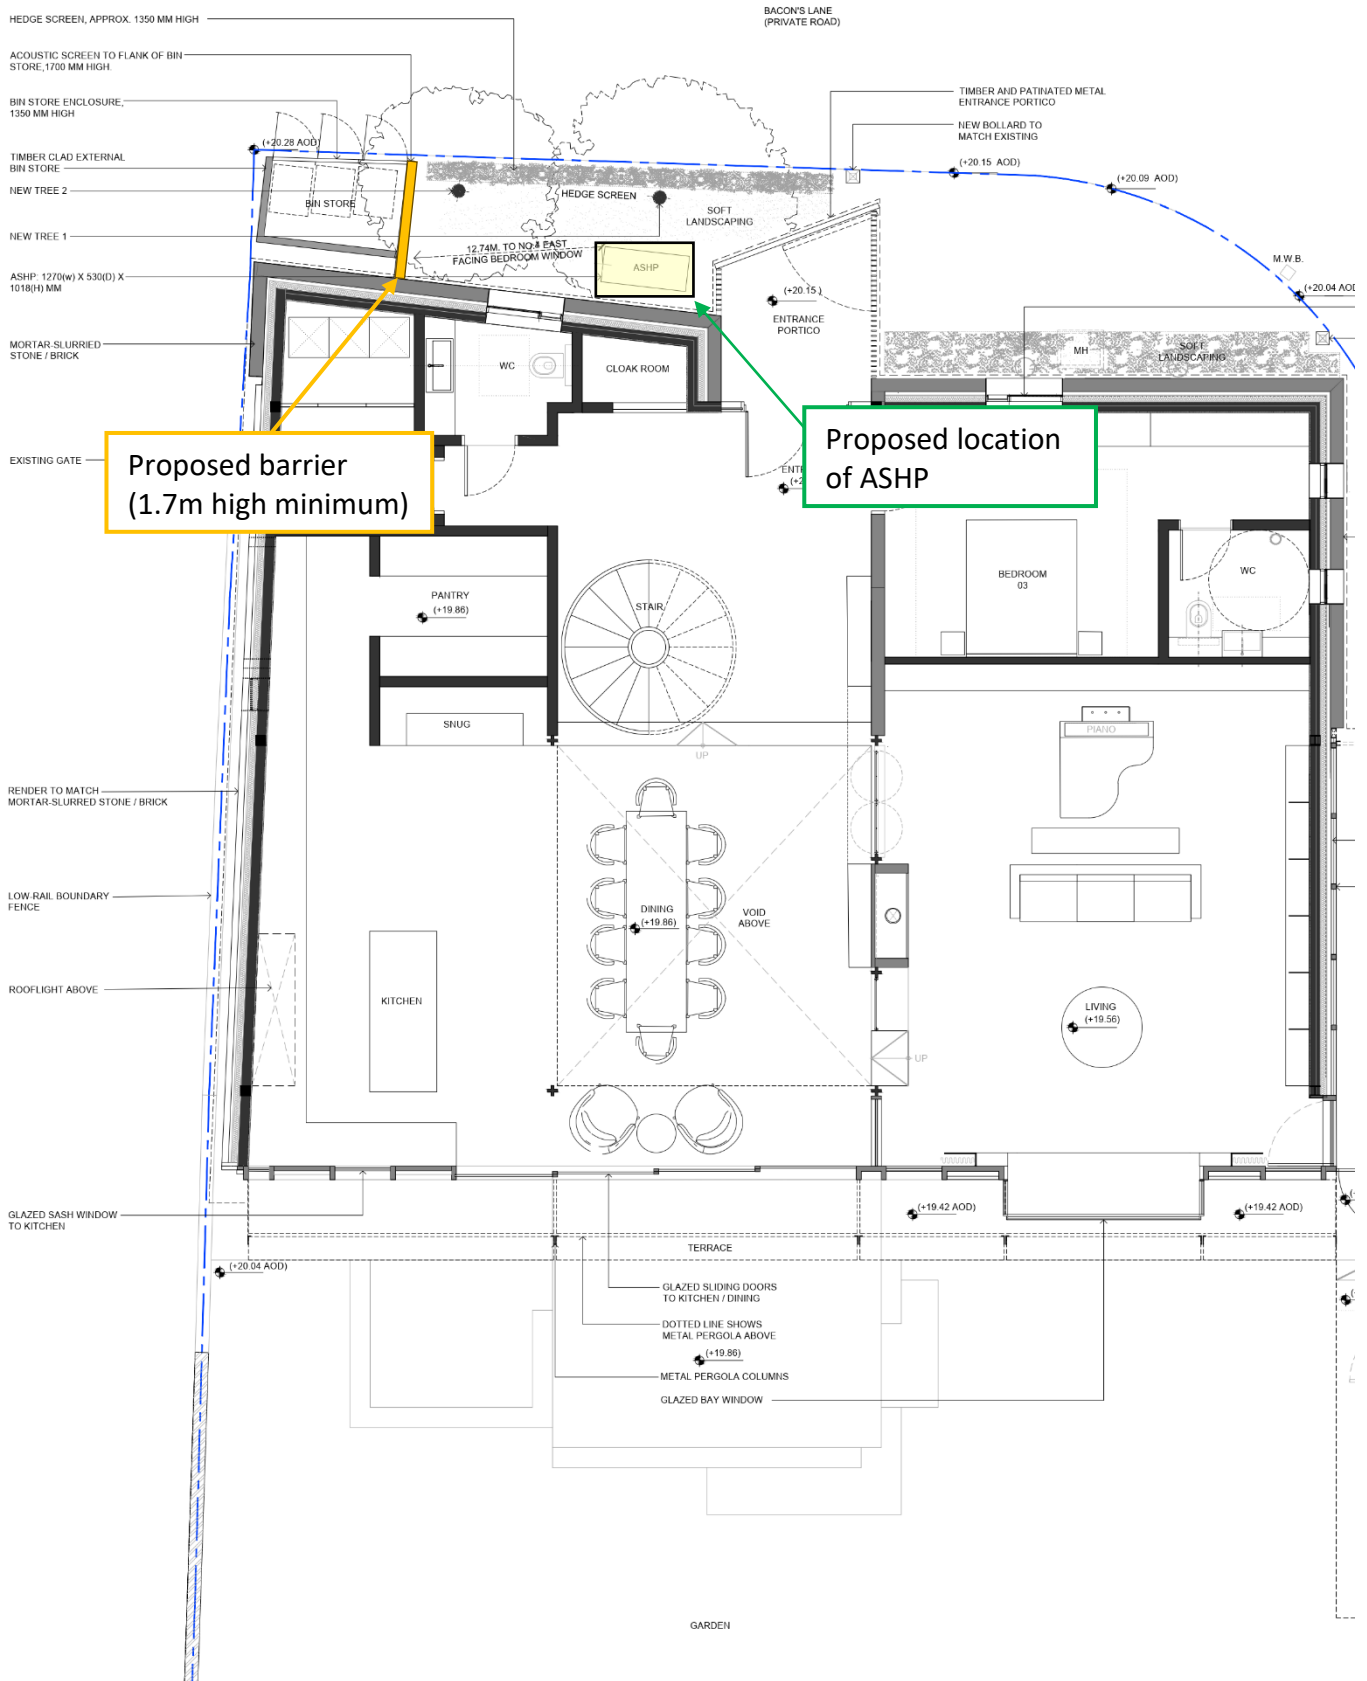 HEDGE SCREEN, APPROX. 1350 MM HIGH
BACON'S LANE
(PRIVATE ROAD)
ACOUSTIC SCREEN TO FLANK OF BIN
STORE,1700 MM HIGH.
BIN STORE ENCLOSURE,
1350 MM HIGH
TIMBER AND PATINATED METAL
ENTRANCE PORTICO
NEW BOLLARD TO
MATCH EXISTING
(+20.28 AOD)
TIMBER CLAD EXTERNAL
BIN STORE
(+20.15 AOD)
(+20.09 AOD)
NEW TREE 2
BIN STORE
HEDGE SCREEN
SOFT
LANDSCAPING
NEW TREE 1
12.74M. TO NO.4 EAST
FACING BEDROOM WINDOW
ASHP
M.W.B.
ASHP: 1270(w) X 530(D) X
1018(H) MM
(+20.15 )
(+20.04 AOD
ENTRANCE
PORTICO
MORTAR-SLURRIED
STONE / BRICK
WC
CLOAK ROOM
MH
SOFT
LANDSCAPING
EXISTING GATE
Proposed barrier
(1.7m high minimum)
Proposed location
of ASHP
ENT
(+2
BEDROOM
03
WC
PANTRY
(+19.86)
STAIR
SNUG
UP
PIANO
RENDER TO MATCH
MORTAR-SLURRED STONE / BRICK
LOW-RAIL BOUNDARY
FENCE
DINING
(+19.86)
VOID
ABOVE
ROOFLIGHT ABOVE
KITCHEN
LIVING
(+19.56)
UP
GLAZED SASH WINDOW
TO KITCHEN
(+19.42 AOD)
(+19.42 AOD)
TERRACE
(+20.04 AOD)
GLAZED SLIDING DOORS
TO KITCHEN / DINING
DOTTED LINE SHOWS
METAL PERGOLA ABOVE
(+19.86)
METAL PERGOLA COLUMNS
GLAZED BAY WINDOW
GARDEN